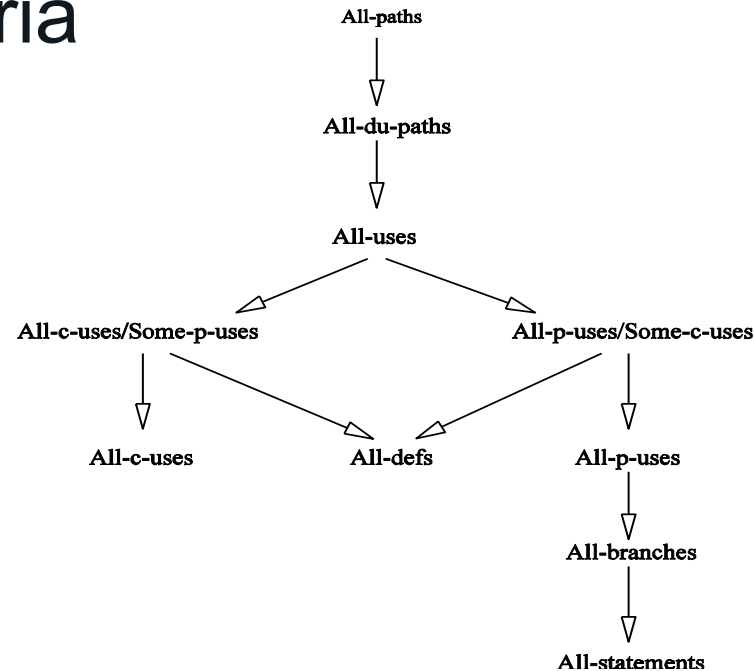 ria
All-paths
All-du-paths
All-uses
All-c-uses/Some-p-uses All-p-uses/Some-c-uses
All-c-uses All-defs All-p-uses
All-branches
All-statements